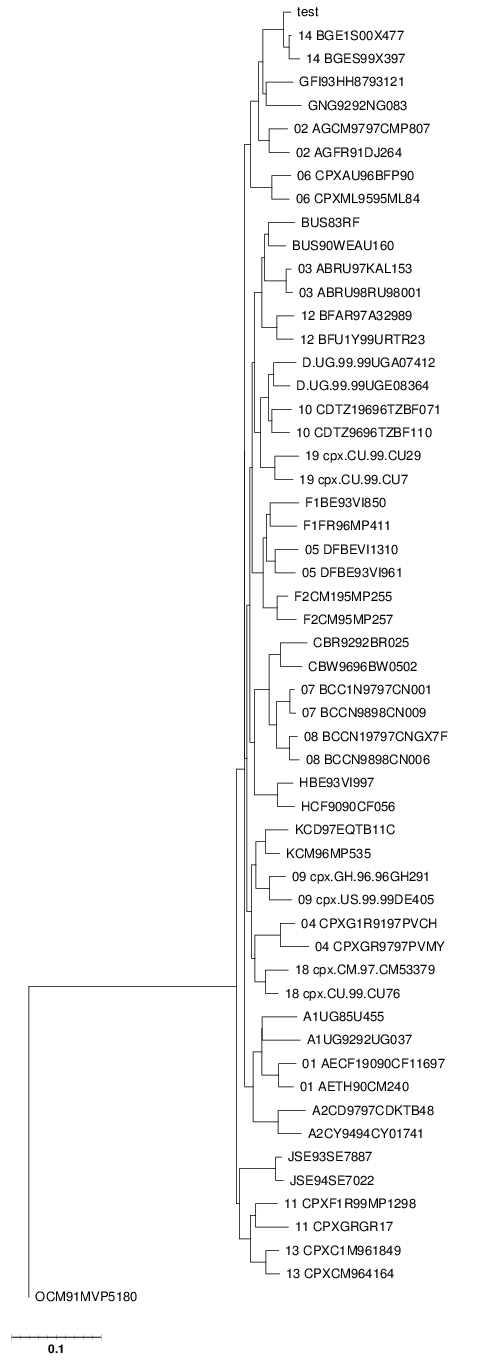 test
14 BGE1S00X477
14 BGES99X397
GFI93HH8793121
GNG9292NG083
02 AGCM9797CMP807
02 AGFR91DJ264
06 CPXAU96BFP90
06 CPXML9595ML84
BUS83RF
BUS90WEAU160
03 ABRU97KAL153
03 ABRU98RU98001
12 BFAR97A32989
12 BFU1Y99URTR23
D.UG.99.99UGA07412
D.UG.99.99UGE08364
10 CDTZ19696TZBF071
10 CDTZ9696TZBF110
19 cpx.CU.99.CU29
19 cpx.CU.99.CU7
F1BE93VI850
F1FR96MP411
05 DFBEVI1310
05 DFBE93VI961
F2CM195MP255
F2CM95MP257
CBR9292BR025
CBW9696BW0502
07 BCC1N9797CN001
07 BCCN9898CN009
08 BCCN19797CNGX7F
08 BCCN9898CN006
HBE93VI997
HCF9090CF056
KCD97EQTB11C
KCM96MP535
09 cpx.GH.96.96GH291
09 cpx.US.99.99DE405
04 CPXG1R9197PVCH
04 CPXGR9797PVMY
18 cpx.CM.97.CM53379
18 cpx.CU.99.CU76
A1UG85U455
A1UG9292UG037
01 AECF19090CF11697
01 AETH90CM240
A2CD9797CDKTB48
A2CY9494CY01741
JSE93SE7887
JSE94SE7022
11 CPXF1R99MP1298
11 CPXGRGR17
13 CPXC1M961849
13 CPXCM964164
OCM91MVP5180
0.1